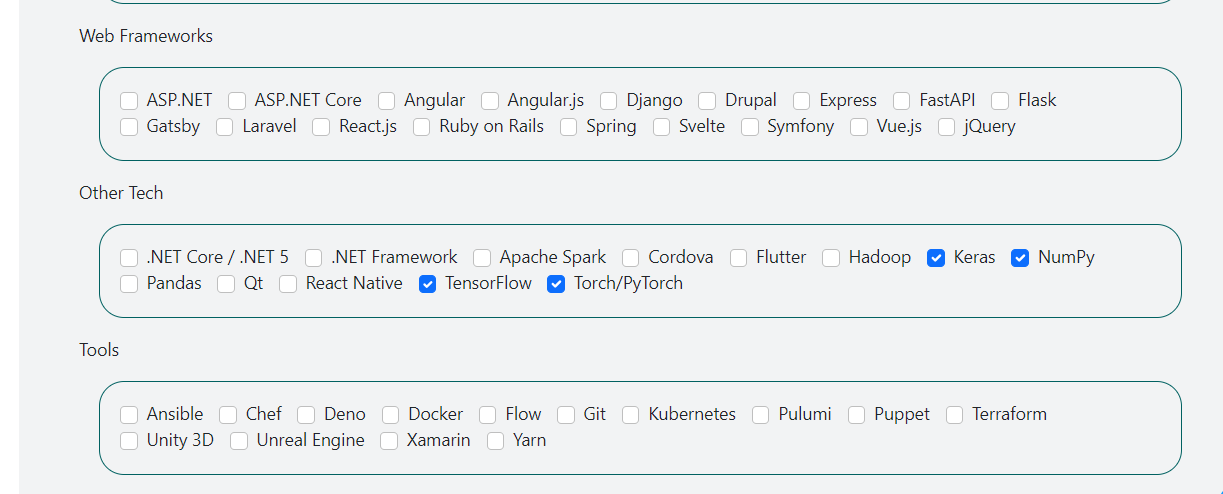 Web Frameworks
ASP.NET ASP.NET Core Angular Angular.js Django Drupal Express FastAPI Flask
Gatsby Laravel React.js Ruby on Rails Spring Svelte Symfony Vue.js jQuery
Other Tech
.NET Core / .NET 5 .NET Framework Apache Spark Cordova Flutter Hadoop Keras NumPy
Pandas Qt React Native TensorFlow Torch/PyTorch
Tools
Ansible Chef Deno Docker Flow Git Kubernetes Pulumi Puppet Terraform
Unity 3D Unreal Engine Xamarin Yarn